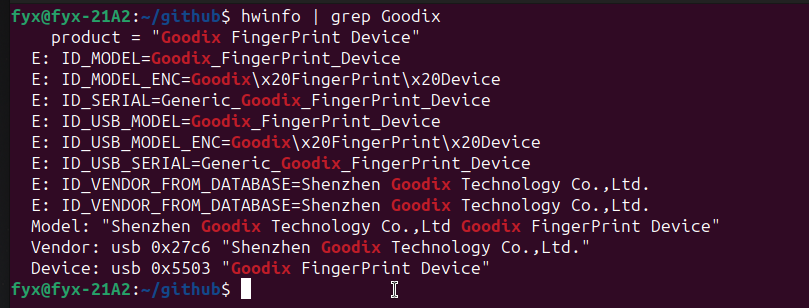 fyx@fyx-21A2:~/github$ hwinfo | grep Goodix
product = "Goodix FingerPrint Device"
E: ID_MODEL=Goodix_FingerPrint_Device
E: ID_MODEL_ENC=Goodix\x20FingerPrint\x20Device
E: ID_SERIAL=Generic_Goodix_FingerPrint_Device
E: ID_USB_MODEL=Goodix_FingerPrint_Device
E: ID_USB_MODEL_ENC=Goodix\x20FingerPrint\x20Device
E: ID_USB_SERIAL=Generic_Goodix_FingerPrint_Device
E: ID_VENDOR_FROM_DATABASE=Shenzhen Goodix Technology Co.,Ltd.
E: ID_VENDOR_FROM_DATABASE=Shenzhen Goodix Technology Co.,Ltd.
Model: "Shenzhen Goodix Technology Co.,Ltd Goodix FingerPrint Device"
Vendor: usb 0x27c6 "Shenzhen Goodix Technology Co.,Ltd."
Device: usb 0x5503 "Goodix FingerPrint Device"
fyx@fyx-21A2:~/github$